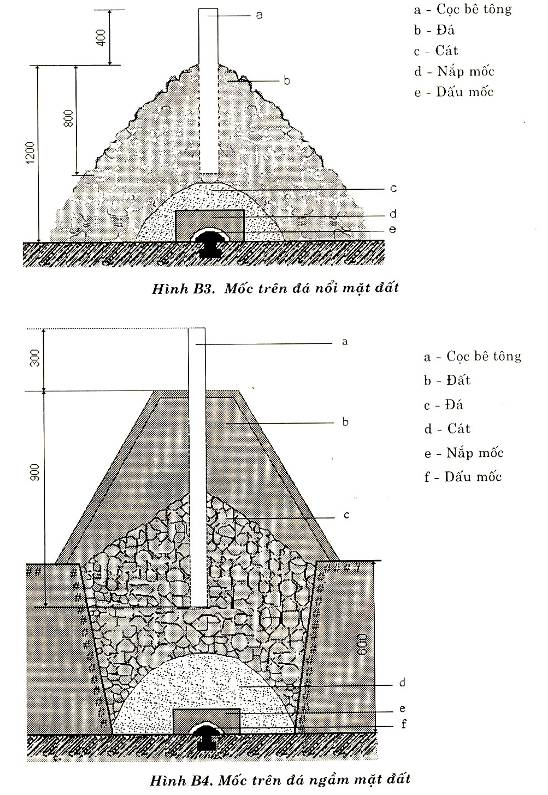 a - Cọc bê tông
b - Đá
c - Cát
d - Nắp mốc
e - Dấu mốc
400
1200
800
a
b
c
d
e
Hình B3. Mốc trên đá nổi mặt đất
a - Cọc bê tông
b - Đất
c - Đá
d - Cát
e - Nắp mốc
f - Dấu mốc
300
900
600
a
b
c
d
e
f
Hình B4. Mốc trên đá ngầm mặt đất